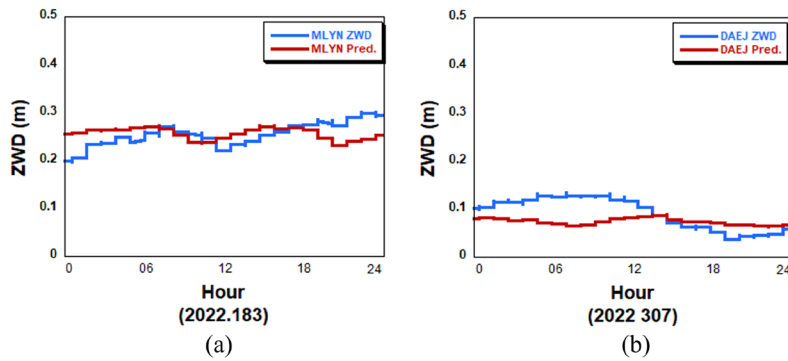 0.5
MLYN ZWD
MLYN Pred.
0.4
0.3
0.2
0.1
0
ZWD (m)
0 06 12 18 24
Hour
(2022.183)
(a)
0.5
DAEJ ZWD
DAEJ Pred.
0.4
0.3
0.2
0.1
0
ZWD (m)
0 06 12 18 24
Hour
(2022 307)
(b)